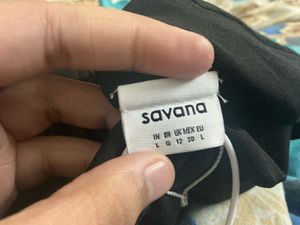 savana
IN BR UK MEX EU
L G 12 30 L